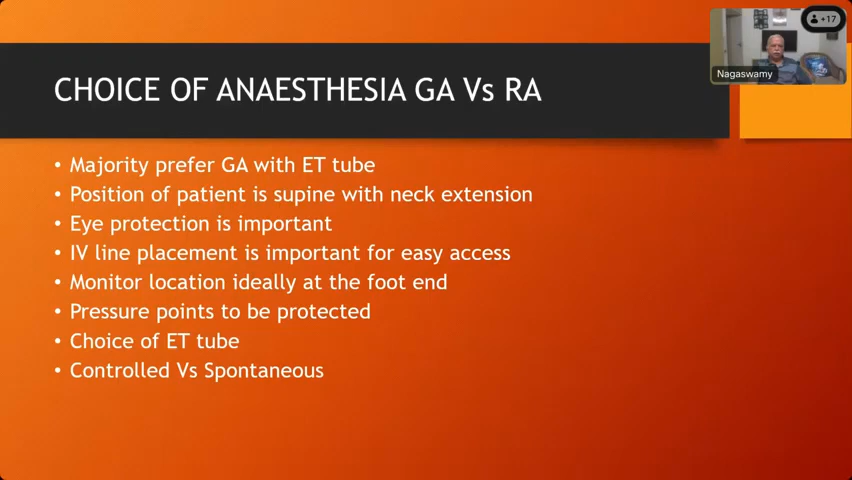 +17
Nagaswamy
CHOICE OF ANAESTHESIA GA Vs RA
• Majority prefer GA with ET tube
• Position of patient is supine with neck extension
• Eye protection is important
• IV line placement is important for easy access
• Monitor location ideally at the foot end
• Pressure points to be protected
• Choice of ET tube
• Controlled Vs Spontaneous